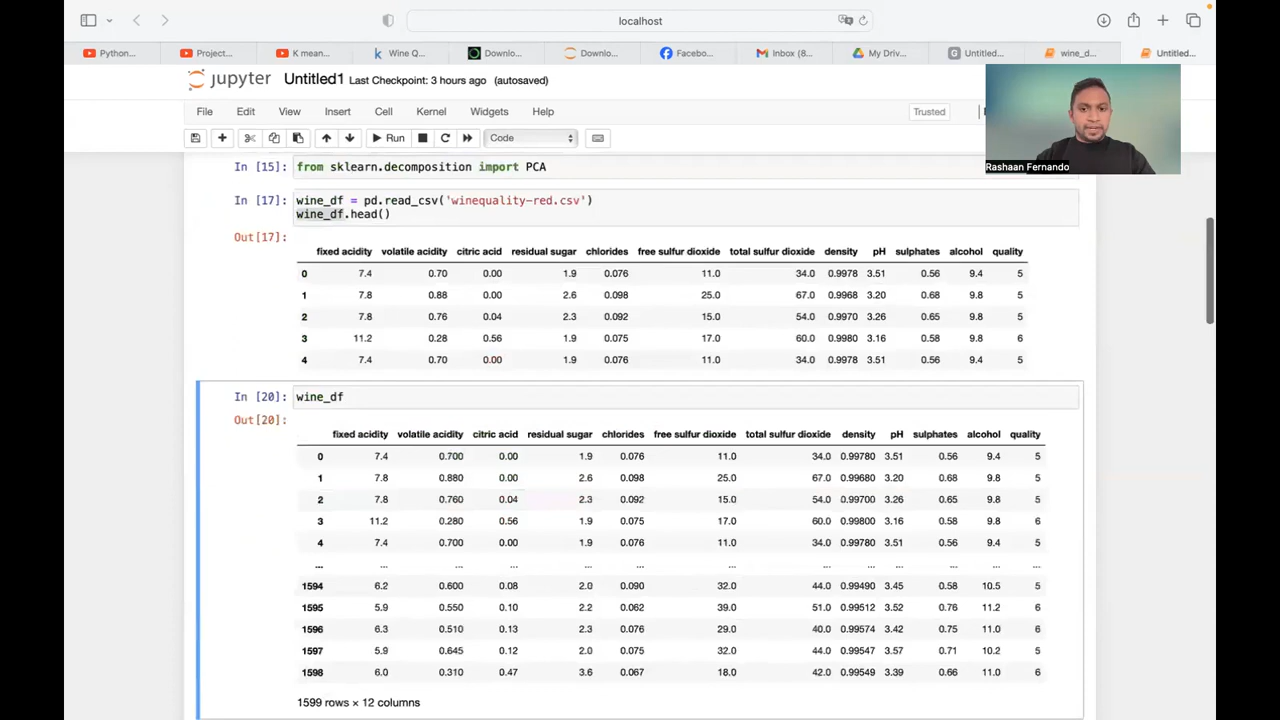 localhost
Python...
Project...
K mean...
Wine Q...
Downlo...
Downlo...
Facebo...
Inbox (8...
My Driv...
Untitled...
wine_d...
Untitled...
jupyter Untitled1 Last Checkpoint: 3 hours ago (autosaved)
File Edit View Insert Cell Kernel Widgets Help Trusted
Run Code
Rashaan Fernando
In [15]: from sklearn.decomposition import PCA
In [17]: wine_df = pd.read_csv('winequality-red.csv')
wine_df.head()
Out[17]:
fixed acidity volatile acidity citric acid residual sugar chlorides free sulfur dioxide total sulfur dioxide density pH sulphates alcohol quality
0 7.4 0.70 0.00 1.9 0.076 11.0 34.0 0.9978 3.51 0.56 9.4 5
1 7.8 0.88 0.00 2.6 0.098 25.0 67.0 0.9968 3.20 0.68 9.8 5
2 7.8 0.76 0.04 2.3 0.092 15.0 54.0 0.9970 3.26 0.65 9.8 5
3 11.2 0.28 0.56 1.9 0.075 17.0 60.0 0.9980 3.16 0.58 9.8 6
4 7.4 0.70 0.00 1.9 0.076 11.0 34.0 0.9978 3.51 0.56 9.4 5
In [20]: wine_df
Out[20]:
fixed acidity volatile acidity citric acid residual sugar chlorides free sulfur dioxide total sulfur dioxide density pH sulphates alcohol quality
0 7.4 0.700 0.00 1.9 0.076 11.0 34.0 0.99780 3.51 0.56 9.4 5
1 7.8 0.880 0.00 2.6 0.098 25.0 67.0 0.99680 3.20 0.68 9.8 5
2 7.8 0.760 0.04 2.3 0.092 15.0 54.0 0.99700 3.26 0.65 9.8 5
3 11.2 0.280 0.56 1.9 0.075 17.0 60.0 0.99800 3.16 0.58 9.8 6
4 7.4 0.700 0.00 1.9 0.076 11.0 34.0 0.99780 3.51 0.56 9.4 5
... ... ... ... ... ... ... ... ... ... ... ... ...
1594 6.2 0.600 0.08 2.0 0.090 32.0 44.0 0.99490 3.45 0.58 10.5 5
1595 5.9 0.550 0.10 2.2 0.062 39.0 51.0 0.99512 3.52 0.76 11.2 6
1596 6.3 0.510 0.13 2.3 0.076 29.0 40.0 0.99574 3.42 0.75 11.0 6
1597 5.9 0.645 0.12 2.0 0.075 32.0 44.0 0.99547 3.57 0.71 10.2 5
1598 6.0 0.310 0.47 3.6 0.067 18.0 42.0 0.99549 3.39 0.66 11.0 6
1599 rows × 12 columns